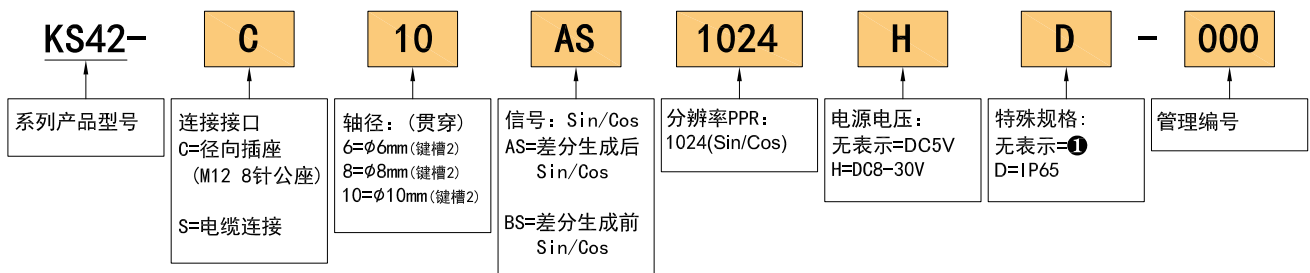 KS42- C 10 AS 1024 H D - 000
系列产品型号
连接接口
C=径向插座
(M12 8针公座)
S=电缆连接
轴径：(贯穿)
6=φ6mm(键槽2)
8=φ8mm(键槽2)
10=φ10mm(键槽2)
信号：Sin/Cos
AS=差分生成后
Sin/Cos
BS=差分生成前
Sin/Cos
分辨率PPR：
1024(Sin/Cos)
电源电压：
无表示=DC5V
H=DC8-30V
特殊规格:
无表示=❶
D=IP65
管理编号